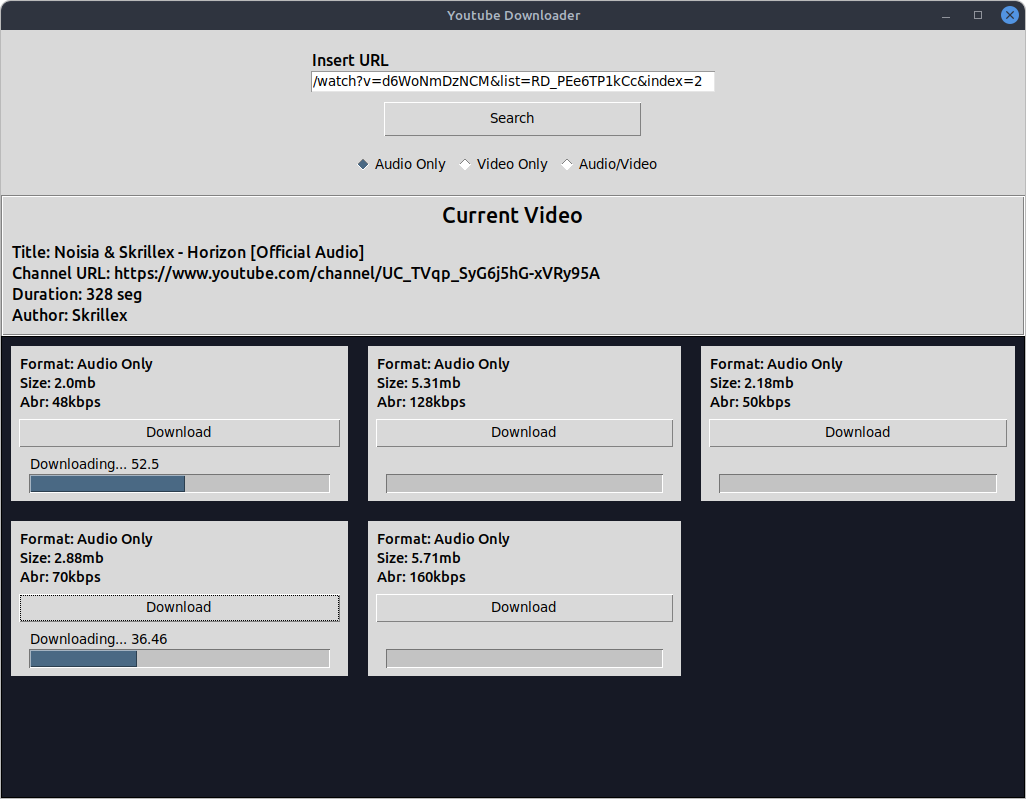 Youtube Downloader
Insert URL
/watch?v=d6WoNmDzNCM&list=RD_PEe6TP1kCc&index=2
Search
Audio Only Video Only Audio/Video
Current Video
Title: Noisia & Skrillex - Horizon [Official Audio]
Channel URL: https://www.youtube.com/channel/UC_TVqp_SyG6j5hG-xVRy95A
Duration: 328 seg
Author: Skrillex
Format: Audio Only
Size: 2.0mb
Abr: 48kbps
Download
Downloading... 52.5
Format: Audio Only
Size: 5.31mb
Abr: 128kbps
Download
Format: Audio Only
Size: 2.18mb
Abr: 50kbps
Download
Format: Audio Only
Size: 2.88mb
Abr: 70kbps
Download
Downloading... 36.46
Format: Audio Only
Size: 5.71mb
Abr: 160kbps
Download